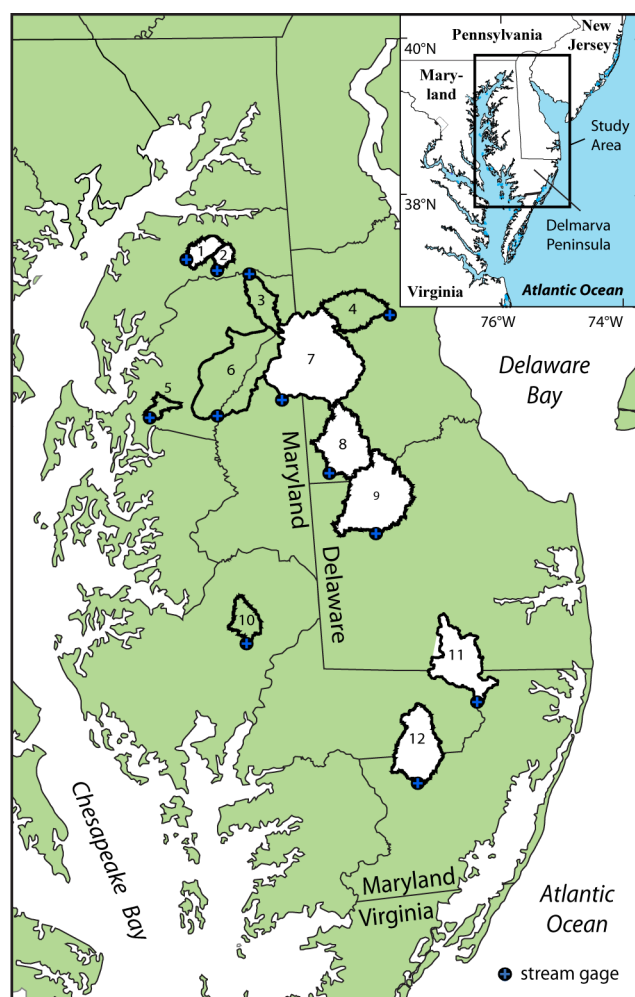 40°N
38°N
Pennsylvania
New
Jersey
Mary-
land
Study
Area
Delmarva
Peninsula
Virginia
Atlantic Ocean
76°W
74°W
1
2
3
4
5
6
7
8
9
10
11
12
Delaware
Bay
Maryland
Delaware
Chesapeake Bay
Maryland
Virginia
Atlantic
Ocean
stream gage